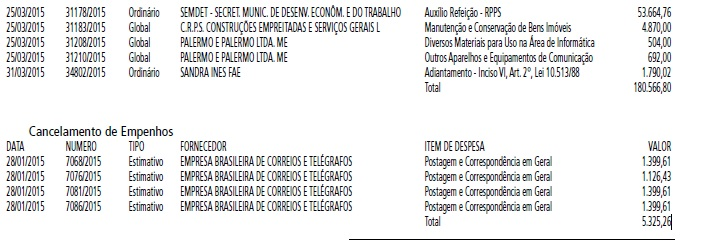 25/03/2015 31178/2015 Ordinário SEMDET - SECRET. MUNIC. DE DESENV. ECONÔM. E DO TRABALHO Auxílio Refeição - RPPS 53.664,76
25/03/2015 31183/2015 Global C.R.P.S. CONSTRUÇÕES EMPREITADAS E SERVIÇOS GERAIS L Manutenção e Conservação de Bens Imóveis 4.870,00
25/03/2015 31208/2015 Global PALERMO E PALERMO LTDA. ME Diversos Materiais para Uso na Área de Informática 504,00
25/03/2015 31210/2015 Global PALERMO E PALERMO LTDA. ME Outros Aparelhos e Equipamentos de Comunicação 692,00
31/03/2015 34802/2015 Ordinário SANDRA INES FAE Adiantamento - Inciso VI, Art. 2º, Lei 10.513/88 1.790,02
Total 180.566,80
Cancelamento de Empenhos
DATA NUMERO TIPO FORNECEDOR ITEM DE DESPESA VALOR
28/01/2015 7068/2015 Estimativo EMPRESA BRASILEIRA DE CORREIOS E TELÉGRAFOS Postagem e Correspondência em Geral 1.399,61
28/01/2015 7076/2015 Estimativo EMPRESA BRASILEIRA DE CORREIOS E TELÉGRAFOS Postagem e Correspondência em Geral 1.126,43
28/01/2015 7081/2015 Estimativo EMPRESA BRASILEIRA DE CORREIOS E TELÉGRAFOS Postagem e Correspondência em Geral 1.399,61
28/01/2015 7086/2015 Estimativo EMPRESA BRASILEIRA DE CORREIOS E TELÉGRAFOS Postagem e Correspondência em Geral 1.399,61
Total 5.325,26